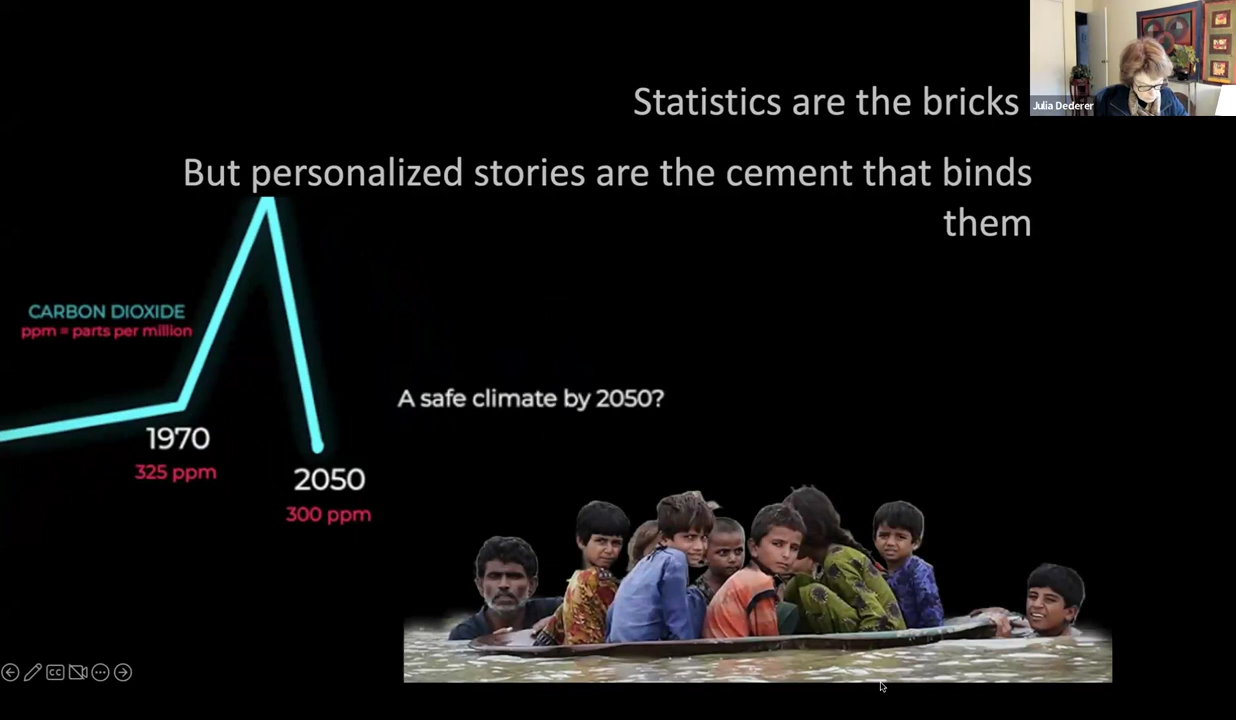 Statistics are the bricks
Julia Dederer
But personalized stories are the cement that binds
them
CARBON DIOXIDE
ppm = parts per million
A safe climate by 2050?
1970
325 ppm
2050
300 ppm
CC